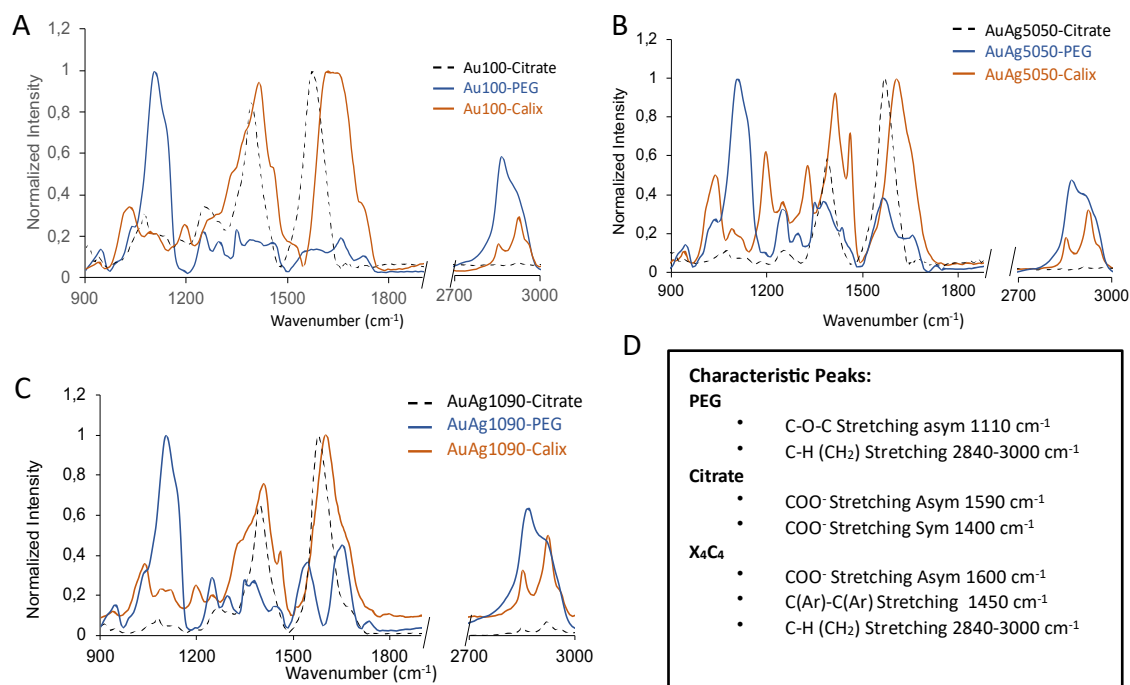 A
1,2
1
0,8
0,6
0,4
0,2
0
Normalized Intensity
900
1200
1500
1800
2700
3000
Wavenumber (cm-1)
Au100-Citrate
Au100-PEG
Au100-Calix
B
1,2
1
0,8
0,6
0,4
0,2
0
Normalized Intensity
900
1200
1500
1800
2700
3000
Wavenumber (cm-1)
AuAg5050-Citrate
AuAg5050-PEG
AuAg5050-Calix
C
1,2
1
0,8
0,6
0,4
0,2
0
Normalized Intensity
900
1200
1500
1800
2700
3000
Wavenumber (cm-1)
AuAg1090-Citrate
AuAg1090-PEG
AuAg1090-Calix
D
Characteristic Peaks:
PEG
• C-O-C Stretching asym 1110 cm-1
• C-H (CH2) Stretching 2840-3000 cm-1
Citrate
• COO- Stretching Asym 1590 cm-1
• COO- Stretching Sym 1400 cm-1
X4C4
• COO- Stretching Asym 1600 cm-1
• C(Ar)-C(Ar) Stretching 1450 cm-1
• C-H (CH2) Stretching 2840-3000 cm-1